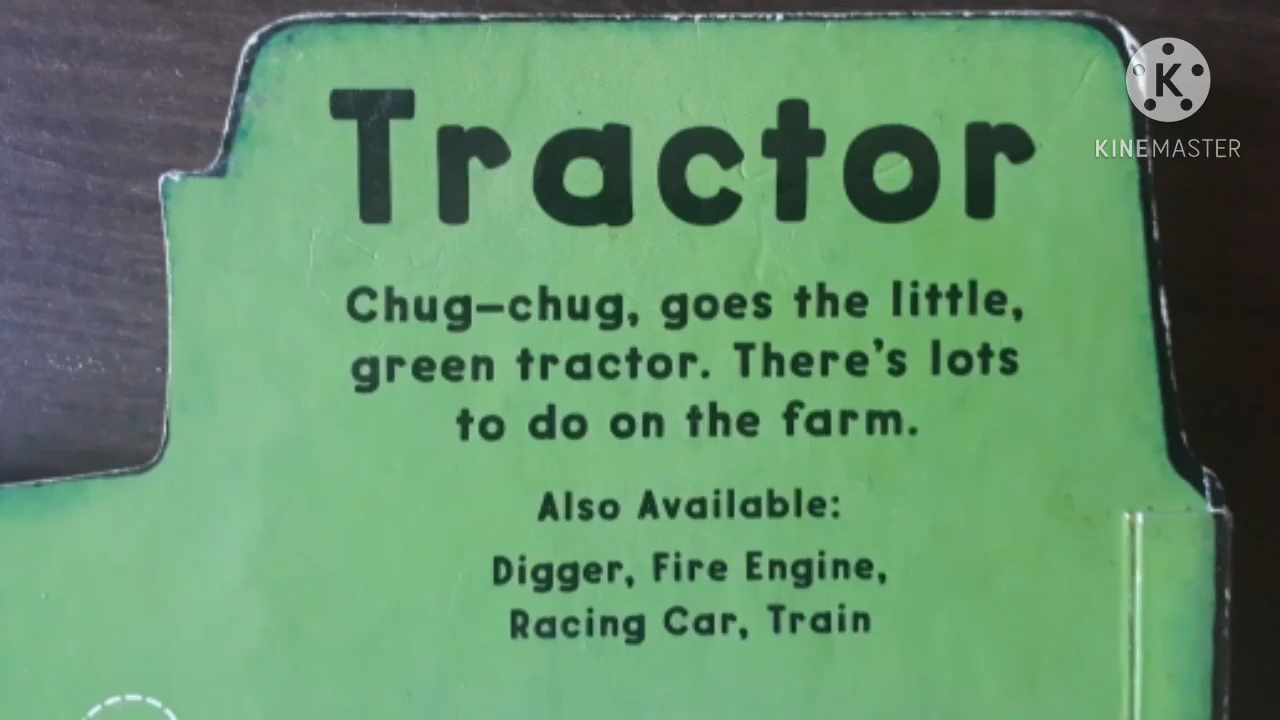 Tractor
Chug–chug, goes the little,
green tractor. There's lots
to do on the farm.
Also Available:
Digger, Fire Engine,
Racing Car, Train
K
KINEMASTER